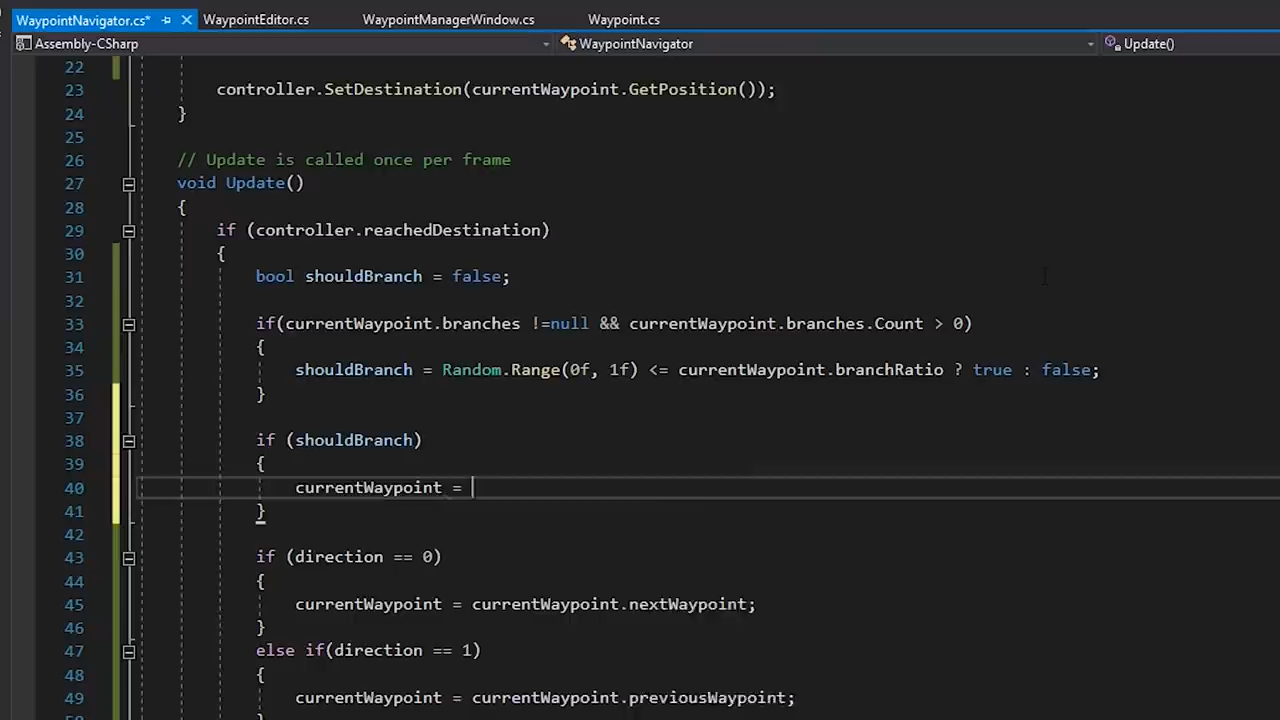 WaypointNavigator.cs* WaypointEditor.cs WaypointManagerWindow.cs Waypoint.cs
Assembly-CSharp WaypointNavigator Update()
22
23 controller.SetDestination(currentWaypoint.GetPosition());
24 }
25
26 // Update is called once per frame
27 void Update()
28 {
29 if (controller.reachedDestination)
30 {
31 bool shouldBranch = false;
32
33 if(currentWaypoint.branches !=null && currentWaypoint.branches.Count > 0)
34 {
35 shouldBranch = Random.Range(0f, 1f) <= currentWaypoint.branchRatio ? true : false;
36 }
37
38 if (shouldBranch)
39 {
40 currentWaypoint =
41 }
42
43 if (direction == 0)
44 {
45 currentWaypoint = currentWaypoint.nextWaypoint;
46 }
47 else if(direction == 1)
48 {
49 currentWaypoint = currentWaypoint.previousWaypoint;